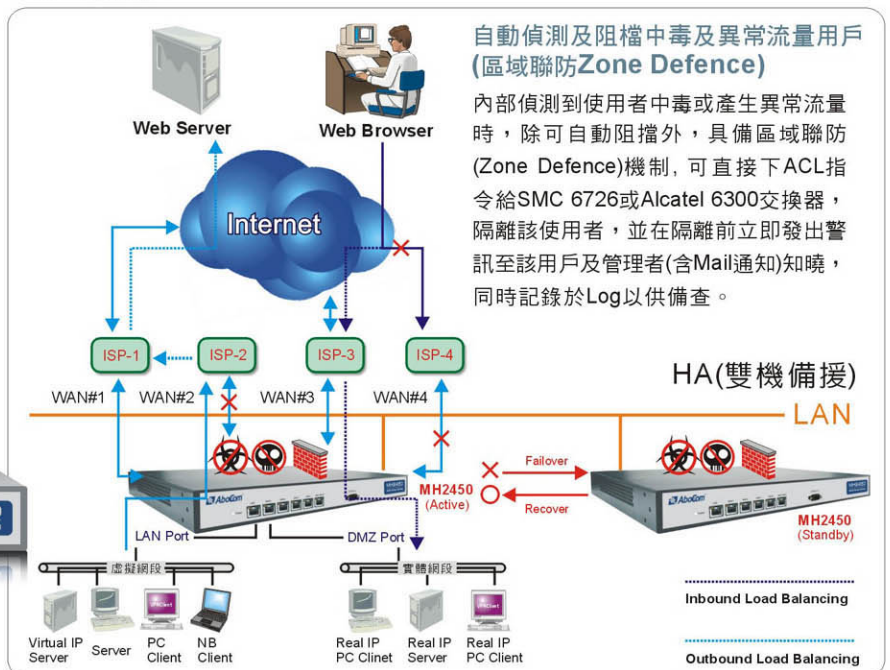 自動偵測及阻檔中毒及異常流量用戶
(區域聯防Zone Defence)
內部偵測到使用者中毒或產生異常流量
時，除可自動阻擋外，具備區域聯防
(Zone Defence)機制, 可直接下ACL指
令給SMC 6726或Alcatel 6300交換器，
隔離該使用者，並在隔離前立即發出警
訊至該用戶及管理者(含Mail通知)知曉，
同時記錄於Log以供備查。
Web Server
Web Browser
Internet
ISP-1
ISP-2
ISP-3
ISP-4
HA(雙機備援)
WAN#1
WAN#2
WAN#3
WAN#4
LAN
AboCom
MH2450
(Active)
Failover
Recover
AboCom
MH2450
(Standby)
LAN Port
DMZ Port
虛擬網段
實體網段
Virtual IP
Server
Server
PC
Client
NB
Client
Real IP
PC Clinet
Real IP
Server
Real IP
PC Client
Inbound Load Balancing
Outbound Load Balancing